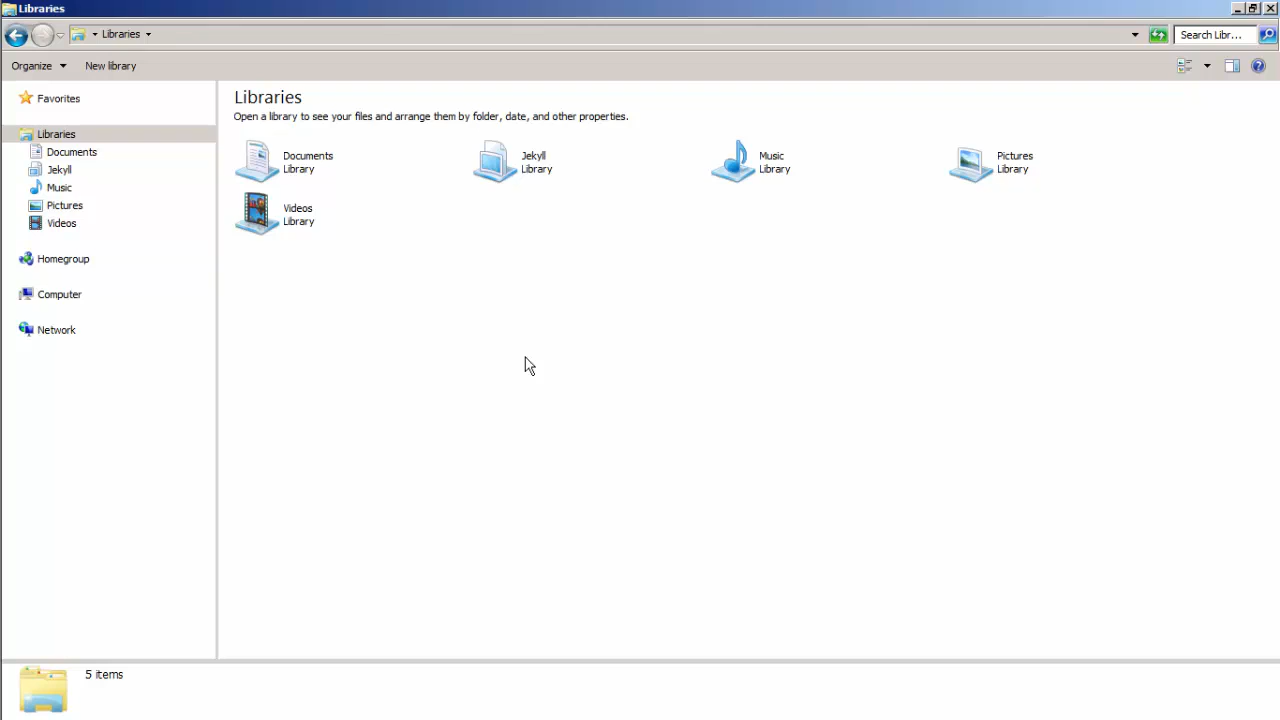 Libraries
Libraries
Search Libr...
Organize
New library
Favorites
Libraries
Documents
Jekyll
Music
Pictures
Videos
Homegroup
Computer
Network
Libraries
Open a library to see your files and arrange them by folder, date, and other properties.
Documents
Library
Jekyll
Library
Music
Library
Pictures
Library
Videos
Library
5 items